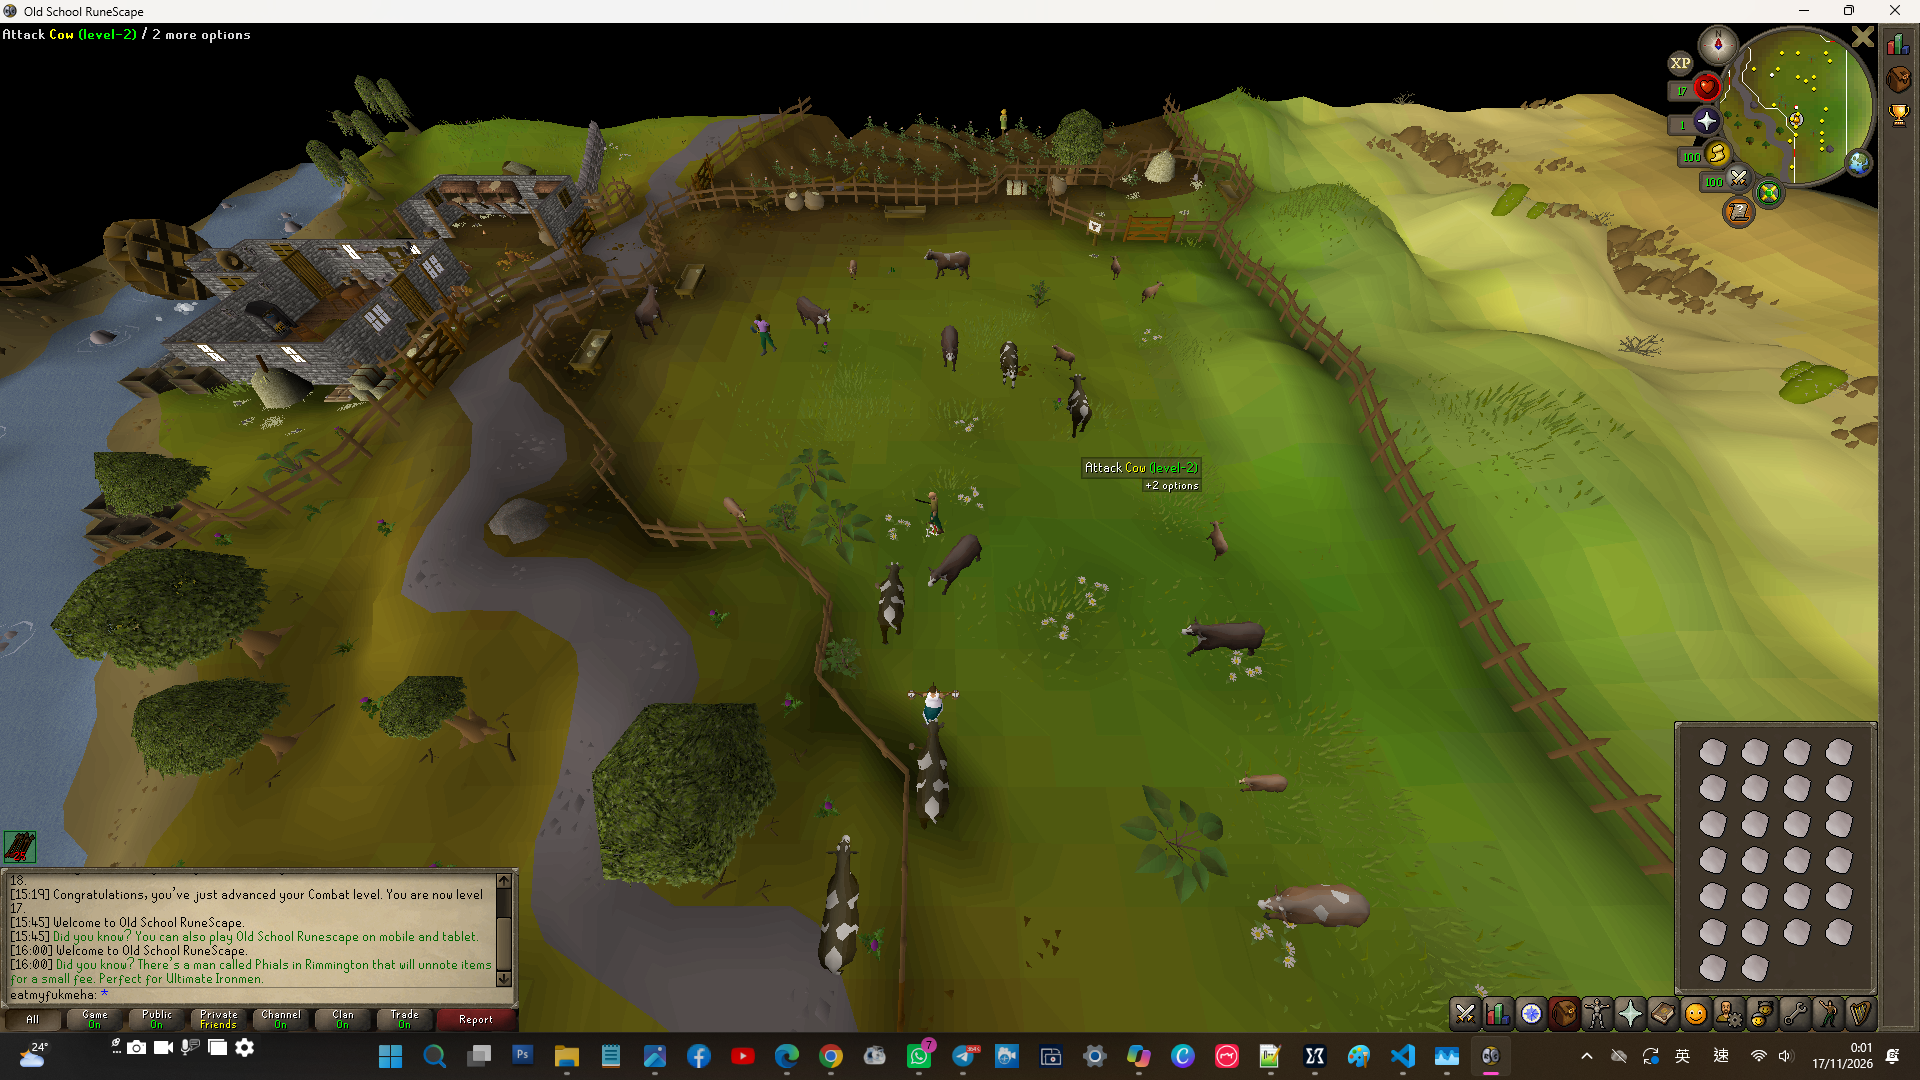 Old School RuneScape
Attack Cow (level-2) / 2 more options
N
XP
17
1
100
100
Attack Cow (level-2)
+2 options
18.
[15:19] Congratulations, you've just advanced your Combat level. You are now level
17.
[15:45] Welcome to Old School RuneScape.
[15:45] Did you know? You can also play Old School Runescape on mobile and tablet.
[16:00] Welcome to Old School RuneScape.
[16:00] Did you know? There's a man called Phials in Rimmington that will unnote items
for a small fee. Perfect for Ultimate Ironmen.
eatmyfukmeha: *
All
Game
On
Public
On
Private
Friends
Channel
On
Clan
On
Trade
On
Report
24°
Ps
7
英
速
0:01
17/11/2026